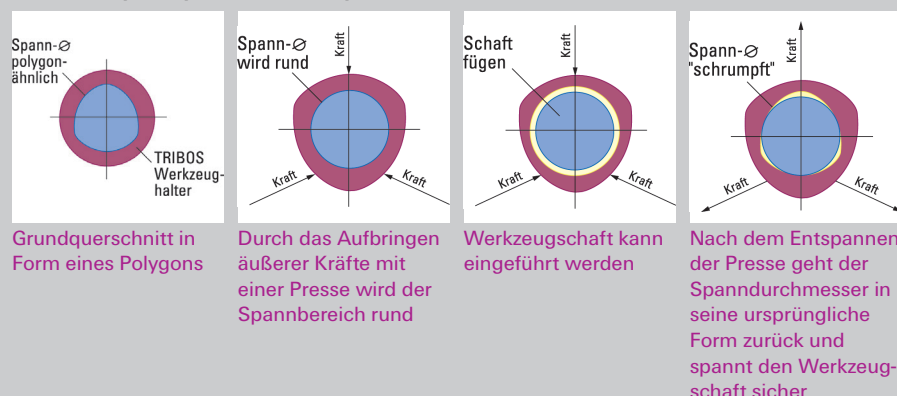 Spann-Ø
polygon-
ähnlich
TRIBOS
Werkzeug-
halter
Grundquerschnitt in
Form eines Polygons
Spann-Ø
wird rund
Kraft
Kraft
Kraft
Durch das Aufbringen
äußerer Kräfte mit
einer Presse wird der
Spannbereich rund
Schaft
fügen
Kraft
Kraft
Kraft
Werkzeugschaft kann
eingeführt werden
Spann-Ø
"schrumpft"
Kraft
Kraft
Kraft
Nach dem Entspannen
der Presse geht der
Spanndurchmesser in
seine ursprüngliche
Form zurück und
spannt den Werkzeug-
schaft sicher